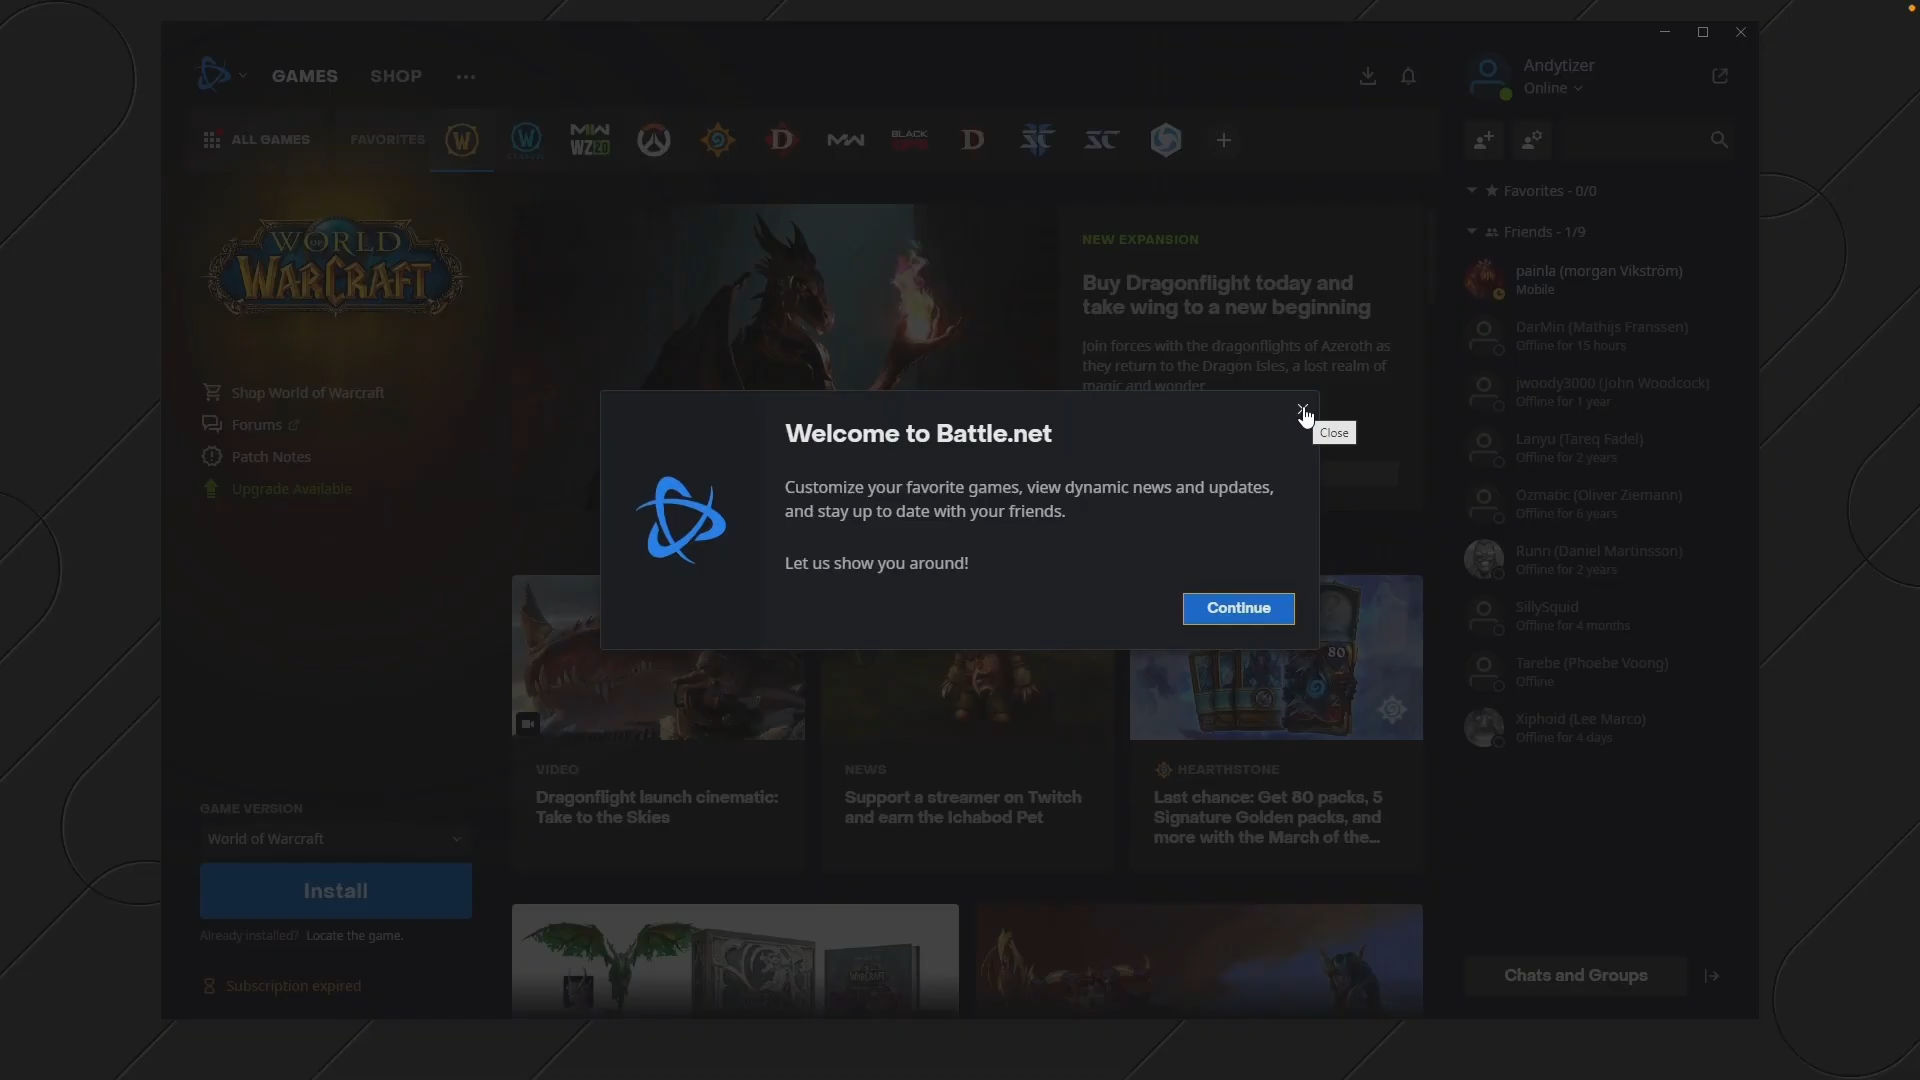 GAMES
SHOP
Andytizer
Online
ALL GAMES
FAVORITES
MW
WZ 2.0
BLACK
Favorites - 0/0
Friends - 1/9
WORLD
OF
WARCRAFT
NEW EXPANSION
Buy Dragonflight today and
take wing to a new beginning
Join forces with the dragonflights of Azeroth as
they return to the Dragon Isles, a lost realm of
magic and wonder
painla (morgan Vikström)
Mobile
DarMin (Mathijs Franssen)
Offline for 15 hours
jwoody3000 (John Woodcock)
Offline for 1 year
Lanyu (Tareq Fadel)
Offline for 2 years
Ozmatic (Oliver Ziemann)
Offline for 6 years
Runn (Daniel Martinsson)
Offline for 2 years
SillySquid
Offline for 4 months
Tarebe (Phoebe Voong)
Offline
Xiphoid (Lee Marco)
Offline for 4 days
Shop World of Warcraft
Forums
Patch Notes
Upgrade Available
Welcome to Battle.net
Close
Customize your favorite games, view dynamic news and updates,
and stay up to date with your friends.
Let us show you around!
Continue
80
VIDEO
Dragonflight launch cinematic:
Take to the Skies
NEWS
Support a streamer on Twitch
and earn the Ichabod Pet
HEARTHSTONE
Last chance: Get 80 packs, 5
Signature Golden packs, and
more with the March of the...
GAME VERSION
World of Warcraft
Install
Already installed? Locate the game.
Subscription expired
WARCRAFT
Chats and Groups